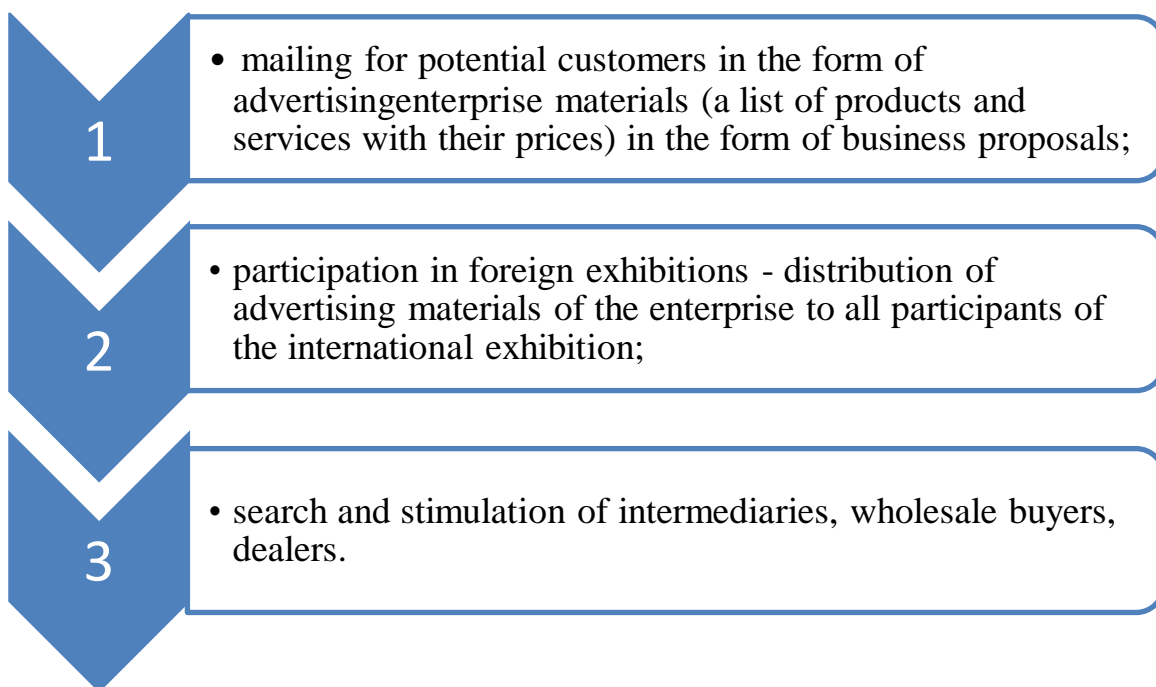 1
• mailing for potential customers in the form of
advertisingenterprise materials (a list of products and
services with their prices) in the form of business proposals;
2
• participation in foreign exhibitions - distribution of
advertising materials of the enterprise to all participants of
the international exhibition;
3
• search and stimulation of intermediaries, wholesale buyers,
dealers.